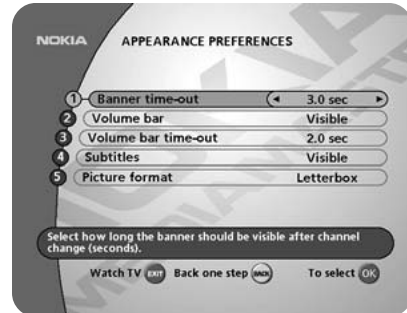 NOKIA APPEARANCE PREFERENCES
1 Banner time-out 3.0 sec
2 Volume bar Visible
3 Volume bar time-out 2.0 sec
4 Subtitles Visible
5 Picture format Letterbox
Select how long the banner should be visible after channel
change (seconds).
Watch TV EXIT Back one step BACK To select OK